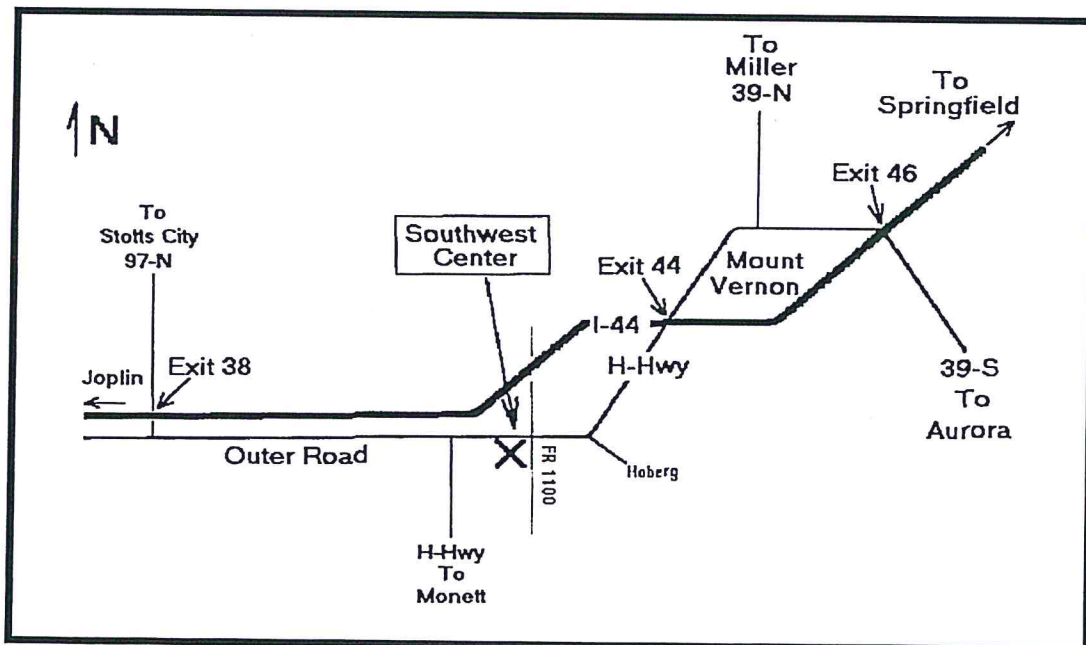 To
Miller
39-N
To
Springfield
N
Exit 46
To
Stotts City
97-N
Southwest
Center
Exit 44
Mount
Vernon
I-44
H-Hwy
39-S
To
Aurora
Joplin
Exit 38
Outer Road
FR 1100
Hoberg
H-Hwy
To
Monett